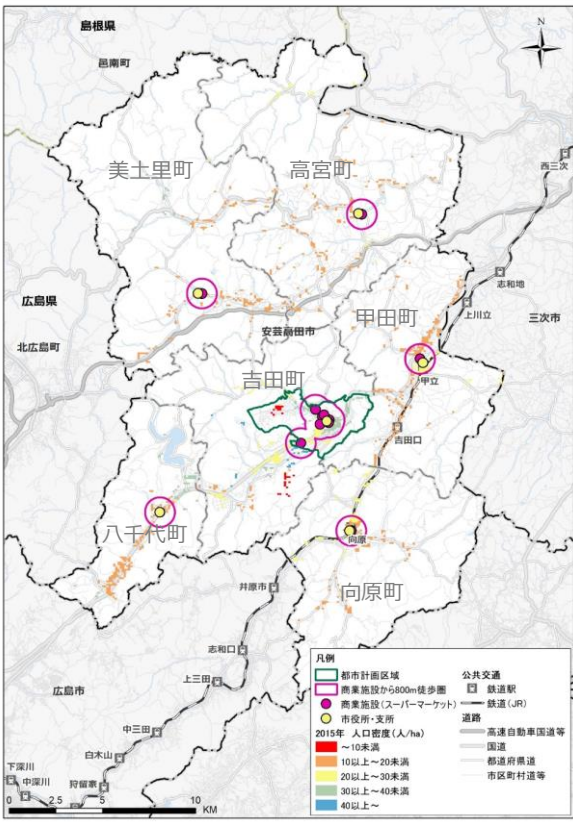 島根県
邑南町
N
美土里町
高宮町
西三次
志和地
広島県
三次市
上川立
安芸高田市
甲田町
北広島町
吉田町
甲立
吉田口
八千代町
向原
向原町
井原市
志和口
広島市
上三田
中三田
白木山
下深川
中深川
狩留家
0 2.5 5 10
KM
凡例
都市計画区域
商業施設から800m徒歩圏
商業施設(スーパーマーケット)
市役所・支所
2015年 人口密度(人/ha)
~10未満
10以上~20未満
20以上~30未満
30以上~40未満
40以上~
公共交通
鉄道駅
鉄道(JR)
道路
高速自動車国道等
国道
都道府県道
市区町村道等